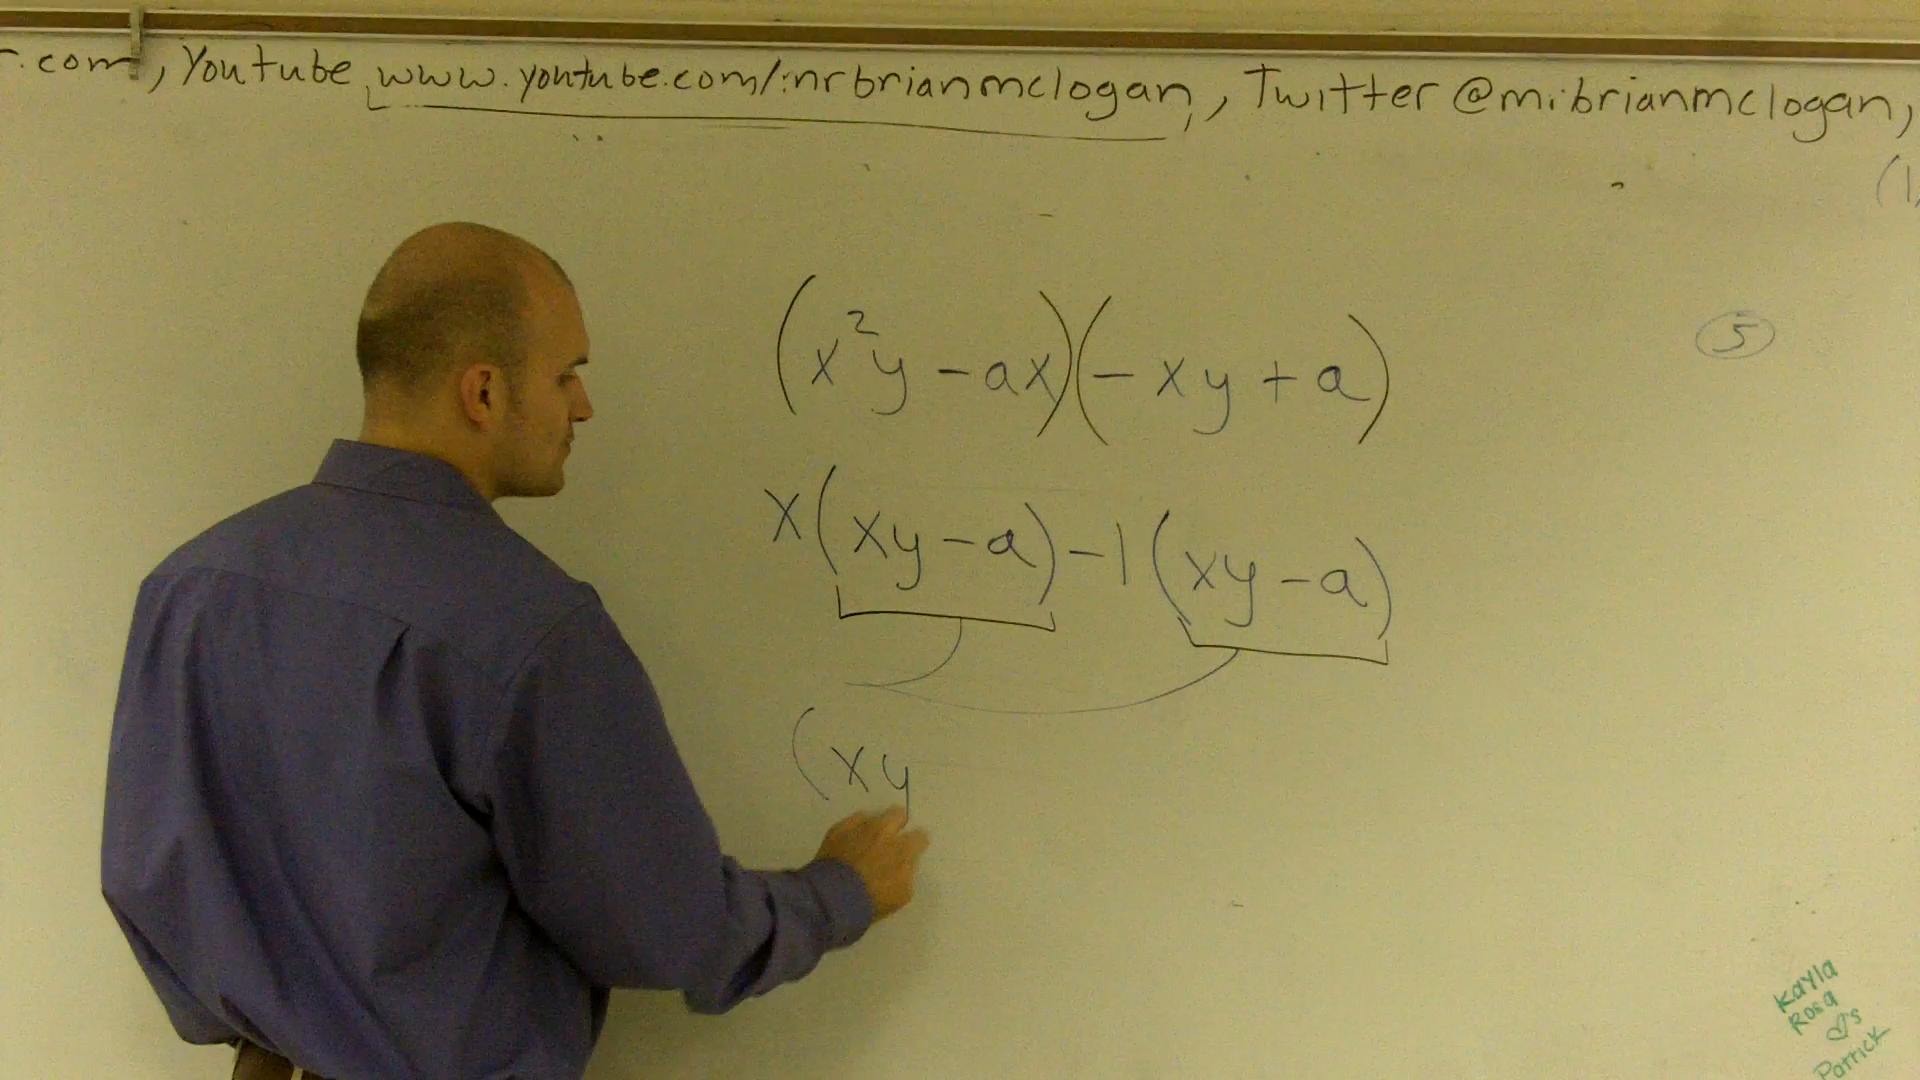 r.com, Youtube www.youtube.com/mrbrianmclogan, Twitter @mrbrianmclogan,
(1,
(x²y - ax)(- xy + a)
5
x(xy - a) - 1(xy - a)
(xy
Kayla
Rosa
♡'s
Patrick